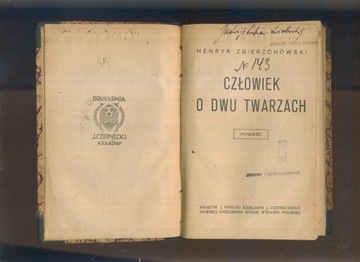 DRUKARNIA
J. CZERNECKI
KRAKÓW
HENRYK ZBIERZCHOWSKI
№ 143
CZŁOWIEK
O DWU TWARZACH
POWIEŚĆ
KRAKÓW :: NAKŁAD KSIĘGARNI J. CZERNECKIEGO
DAWNIEJ KSIĘGARNIA SPÓŁKI WYDAWN. POLSKIEJ